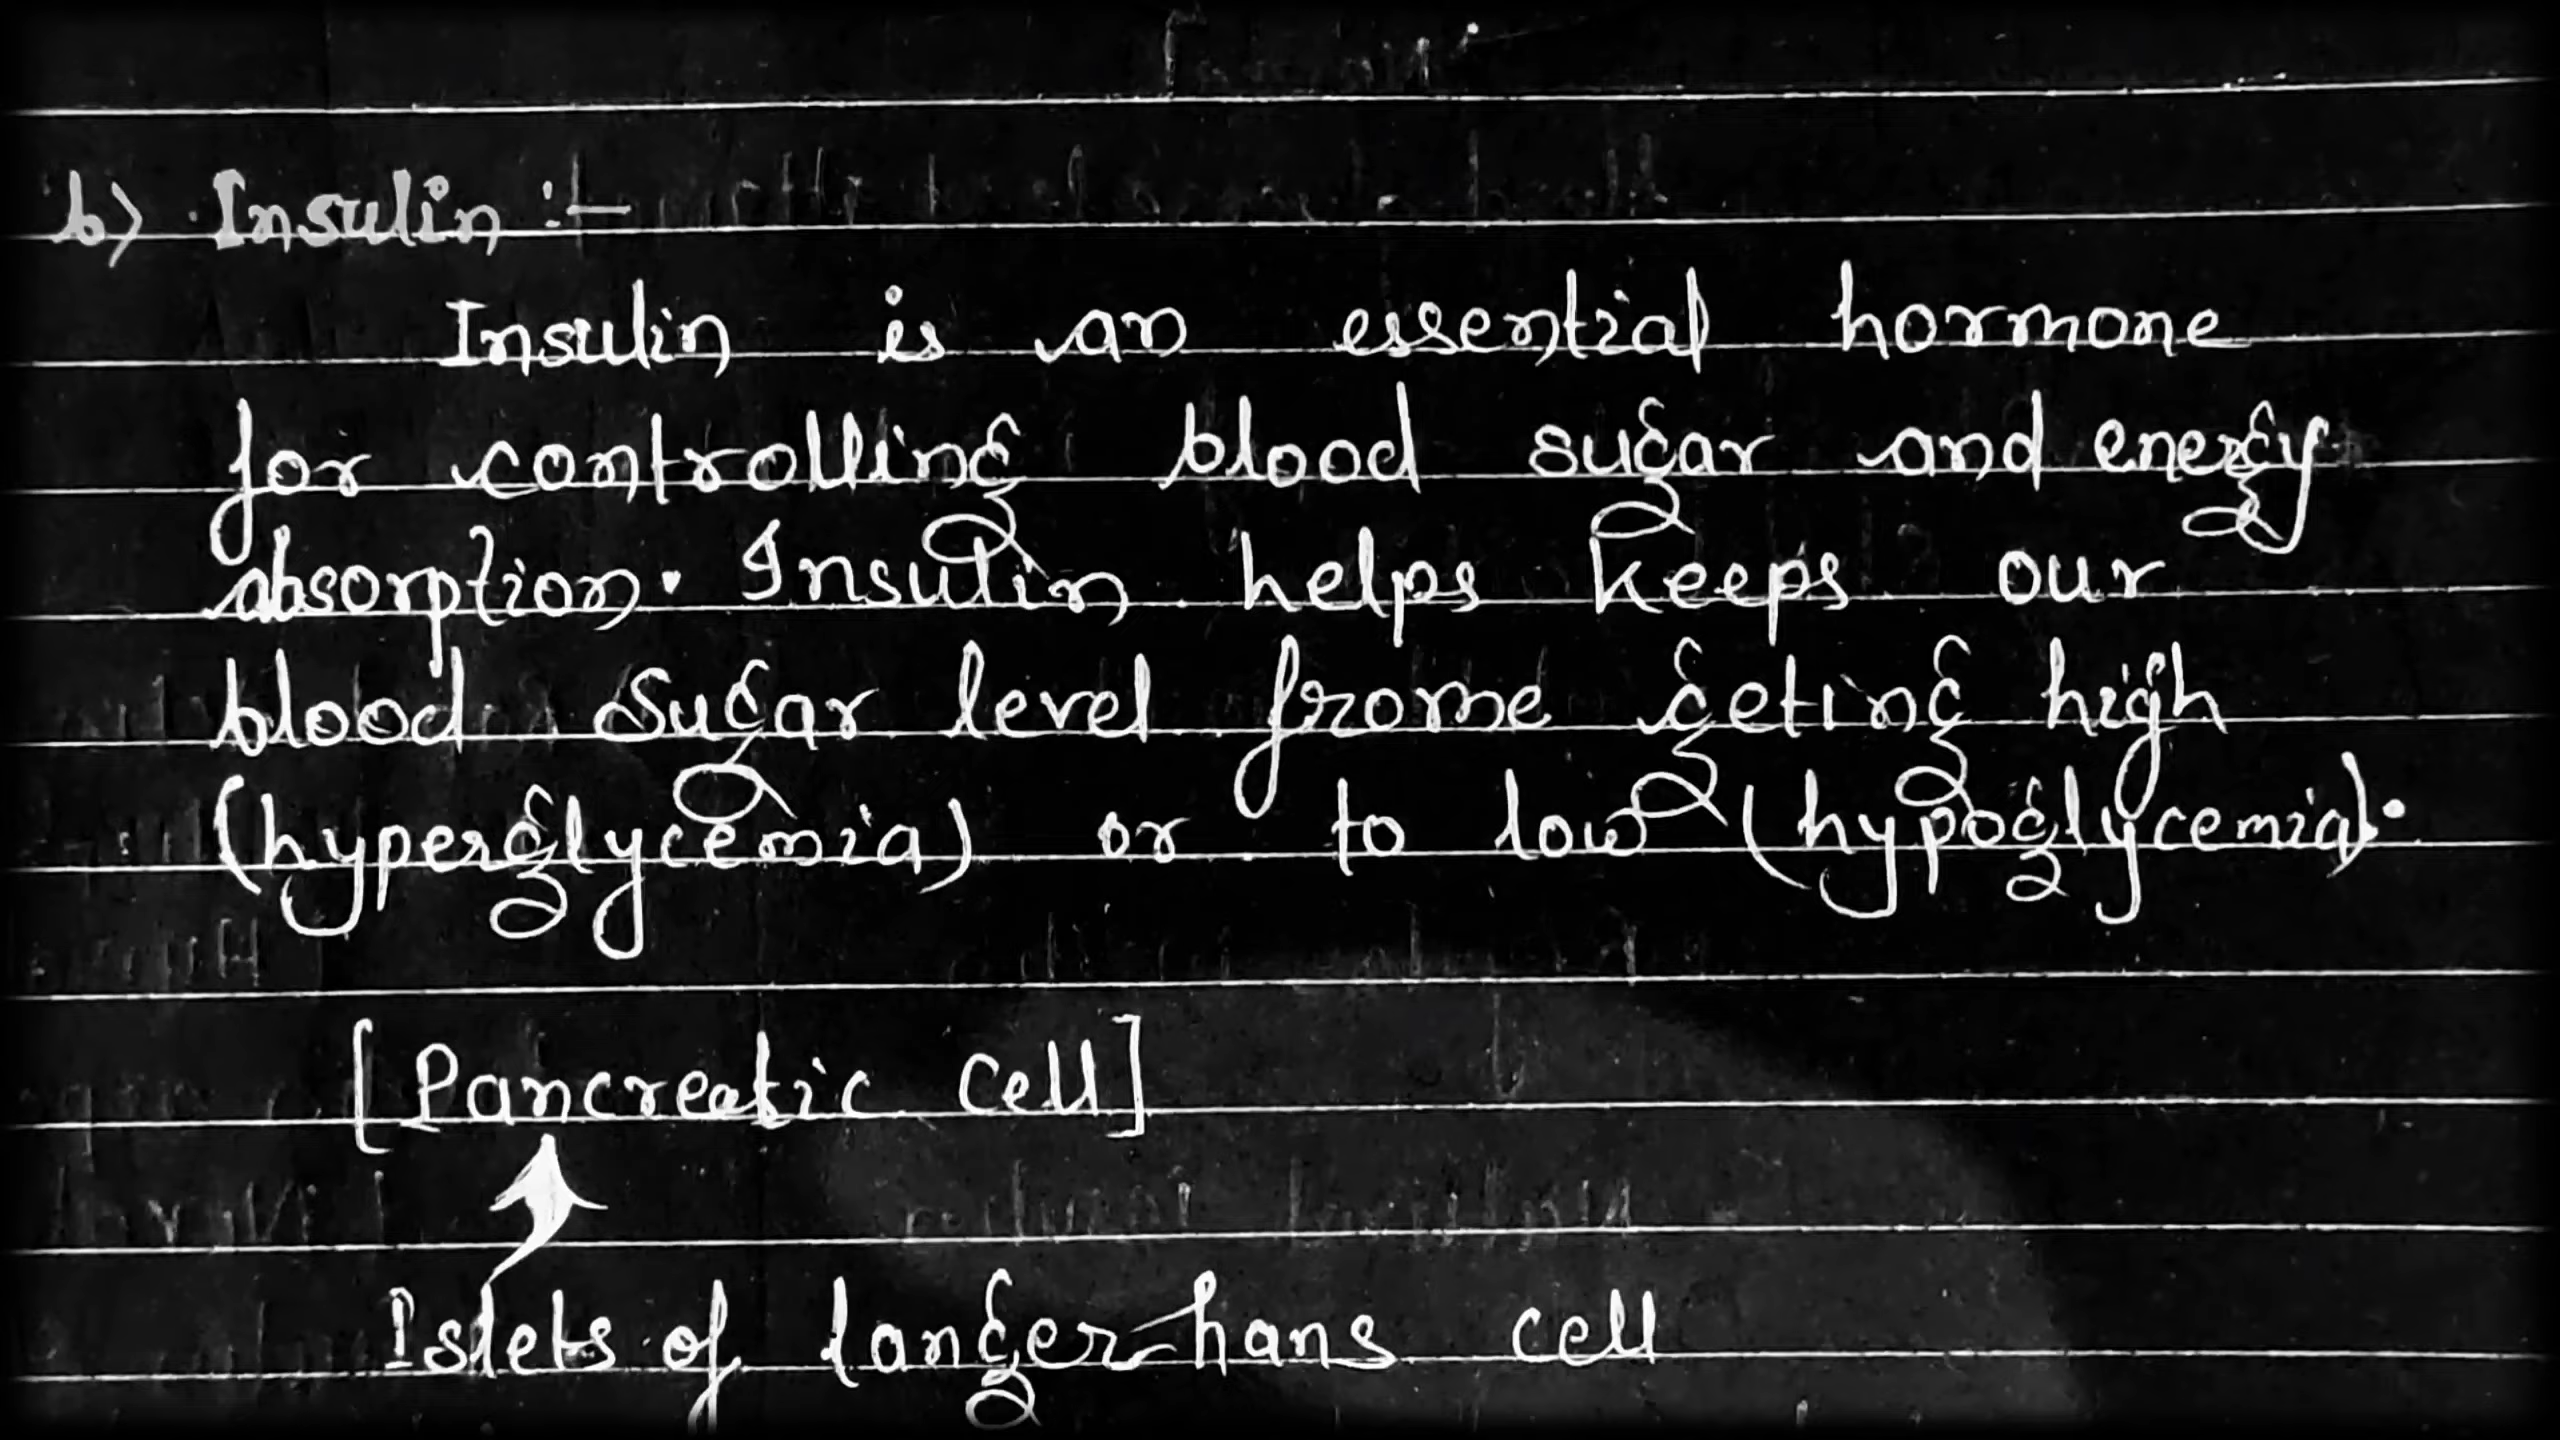 b) Insulin :-
Insulin is an essential hormone
for controlling blood sugar and energy
absorption. Insulin helps keeps our
blood sugar level frome geting high
(hyperglycemia) or to low (hypoglycemia).
[Pancreatic cell]
Islets of langerhans cell